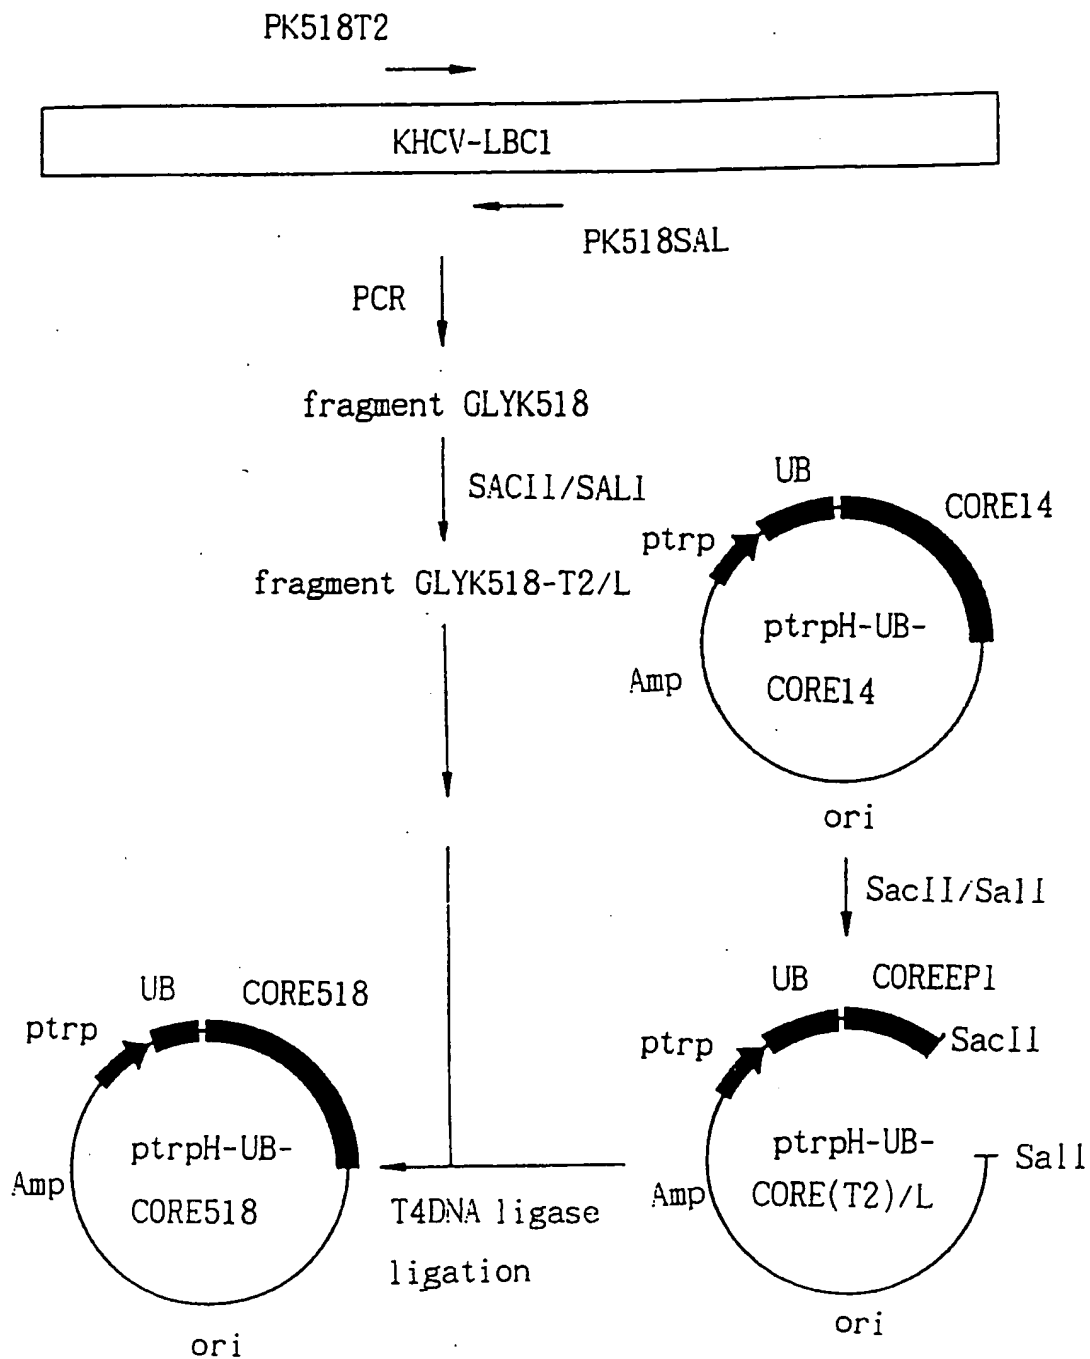 PK518T2
KHCV-LBC1
PK518SAL
PCR
fragment GLYK518
SACII/SALI
fragment GLYK518-T2/L
UB
CORE14
ptrp
ptrpH-UB-
CORE14
Amp
ori
SacII/SalI
UB
COREEP1
ptrp
SacII
ptrpH-UB-
CORE(T2)/L
SalI
Amp
ori
UB
CORE518
ptrp
ptrpH-UB-
CORE518
Amp
ori
T4DNA ligase
ligation